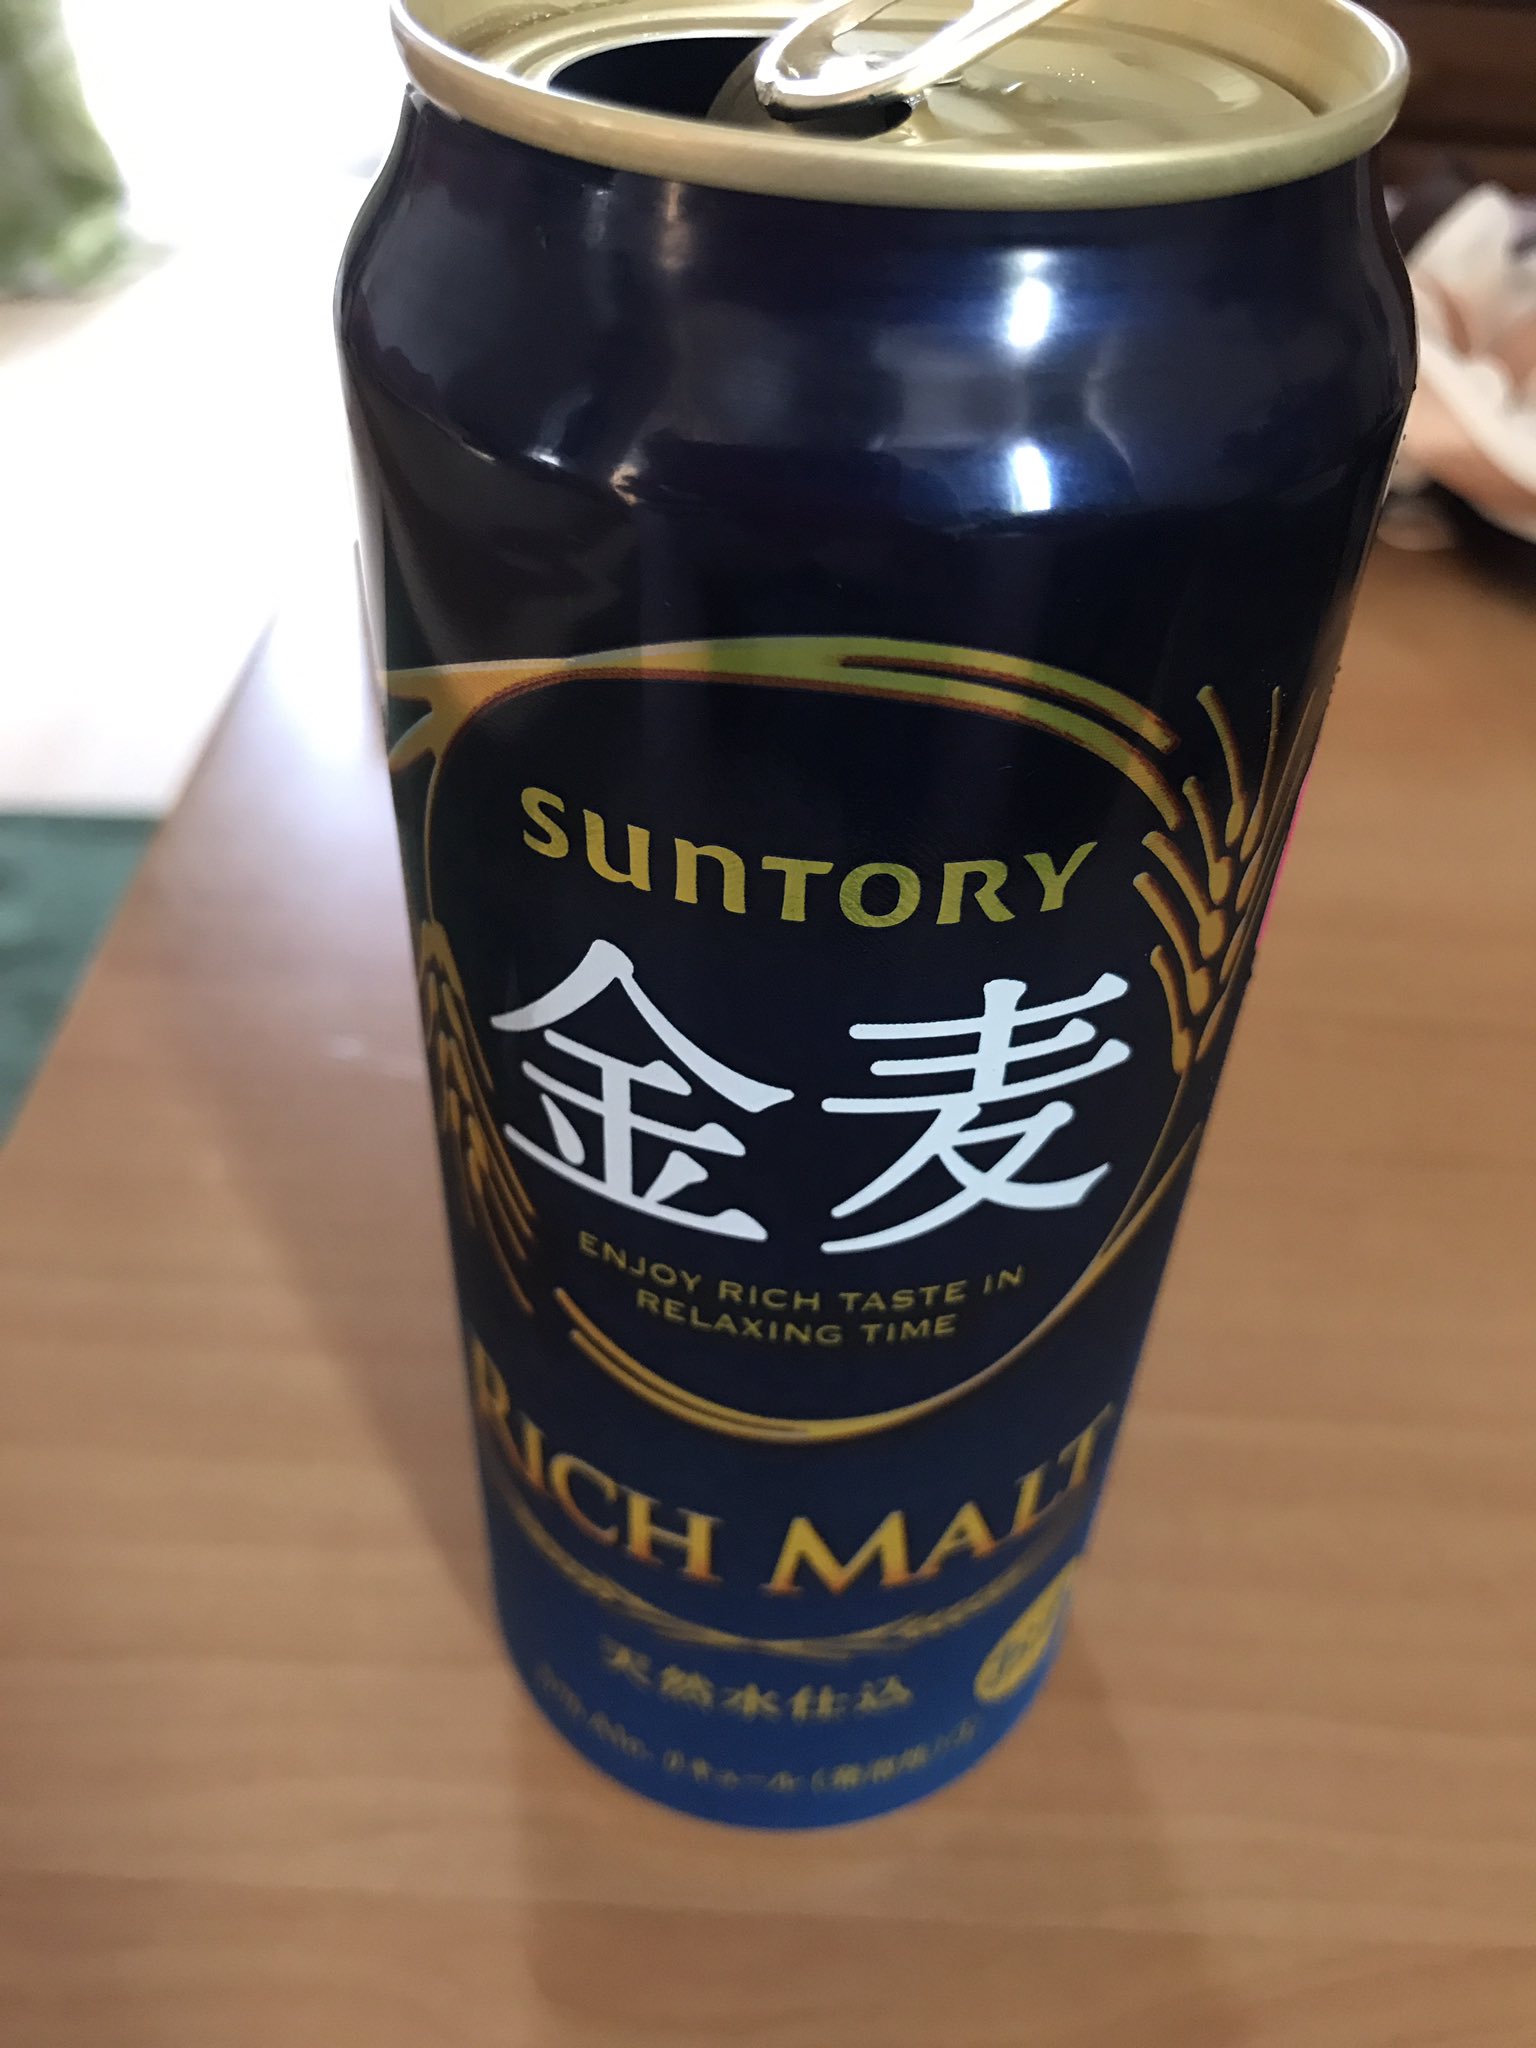 SUNTORY
金麦
ENJOY RICH TASTE IN
RELAXING TIME
RICH MALT
天然水仕込